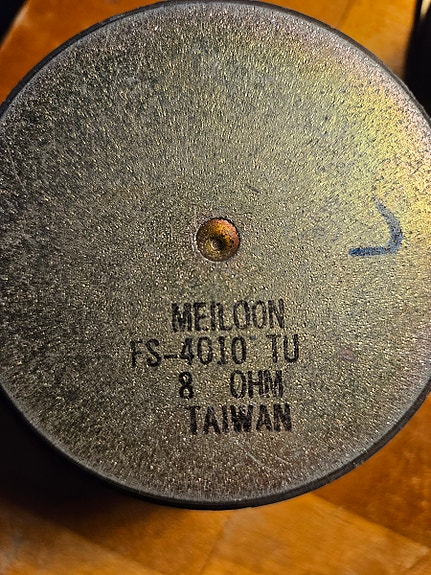 MEILOON
FS-4010 TU
8 OHM
TAIWAN